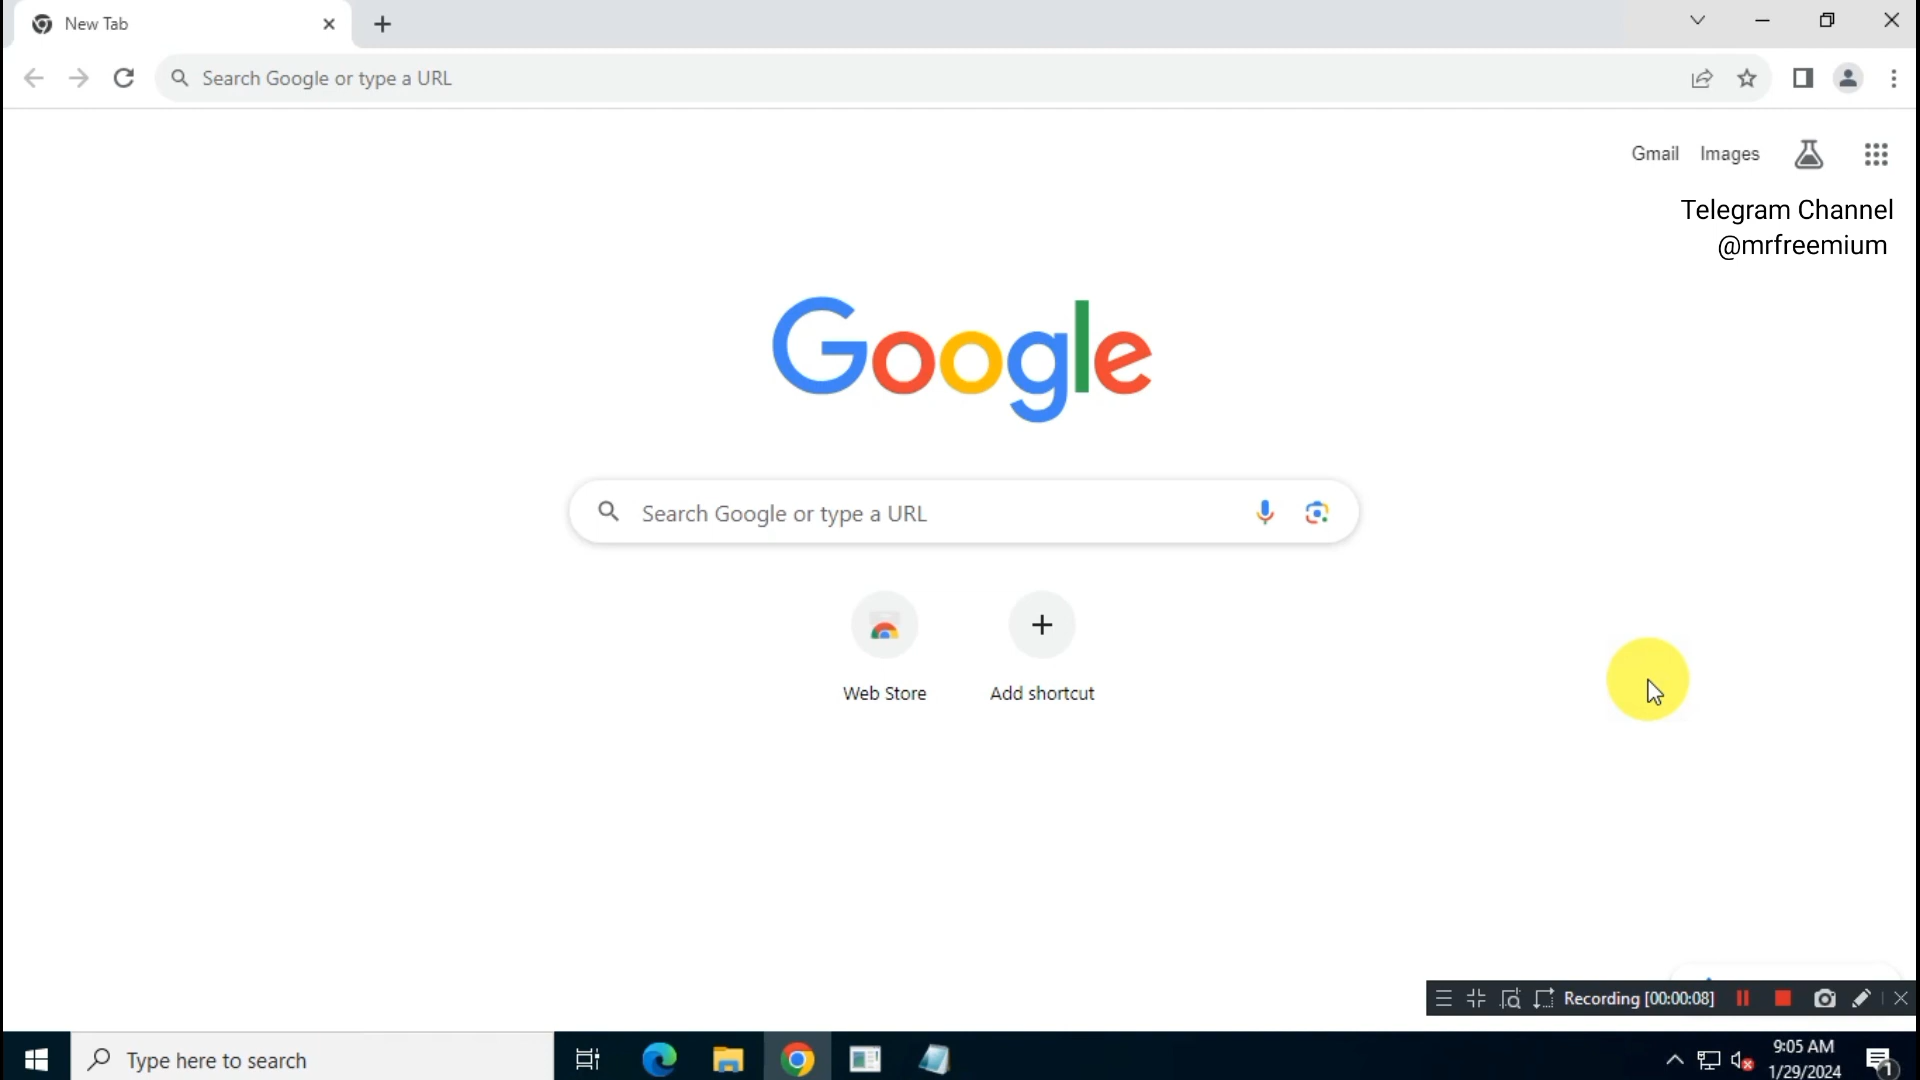 New Tab
Search Google or type a URL
Gmail Images
Telegram Channel
@mrfreemium
Google
Search Google or type a URL
Web Store
Add shortcut
Recording [00:00:08]
Type here to search
9:05 AM
1/29/2024
1